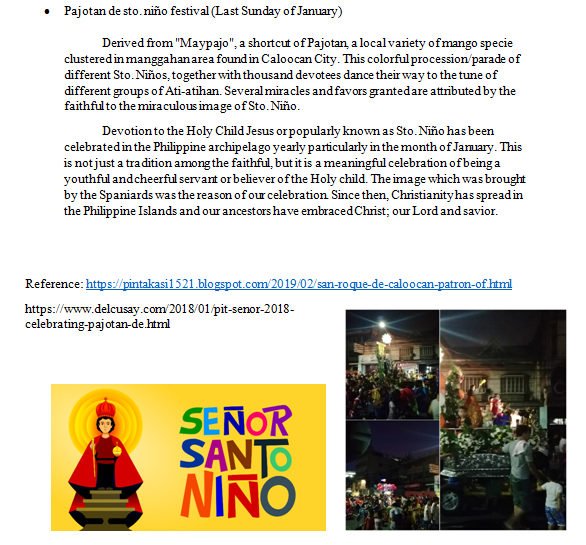 • Pajotan de sto. niño festival (Last Sunday of January)
Derived from "Maypajo", a shortcut of Pajotan, a local variety of mango specie
clustered in manggahan area found in Caloocan City. This colorful procession/parade of
different Sto. Niños, together with thousand devotees dance their way to the tune of
different groups of Ati-atihan. Several miracles and favors granted are attributed by the
faithful to the miraculous image of Sto. Niño.
Devotion to the Holy Child Jesus or popularly known as Sto. Niño has been
celebrated in the Philippine archipelago yearly particularly in the month of January. This
is not just a tradition among the faithful, but it is a meaningful celebration of being a
youthful and cheerful servant or believer of the Holy child. The image which was brought
by the Spaniards was the reason of our celebration. Since then, Christianity has spread in
the Philippine Islands and our ancestors have embraced Christ; our Lord and savior.
Reference: https://pintakasi1521.blogspot.com/2019/02/san-roque-de-caloocan-patron-of.html
https://www.delcusay.com/2018/01/pit-senor-2018-
celebrating-pajotan-de.html
SEÑOR
SANTO
NIÑO